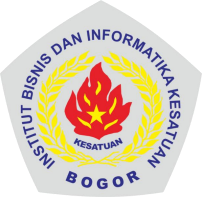 INSTITUT BISNIS DAN INFORMATIKA KESATUAN
KESATUAN
BOGOR